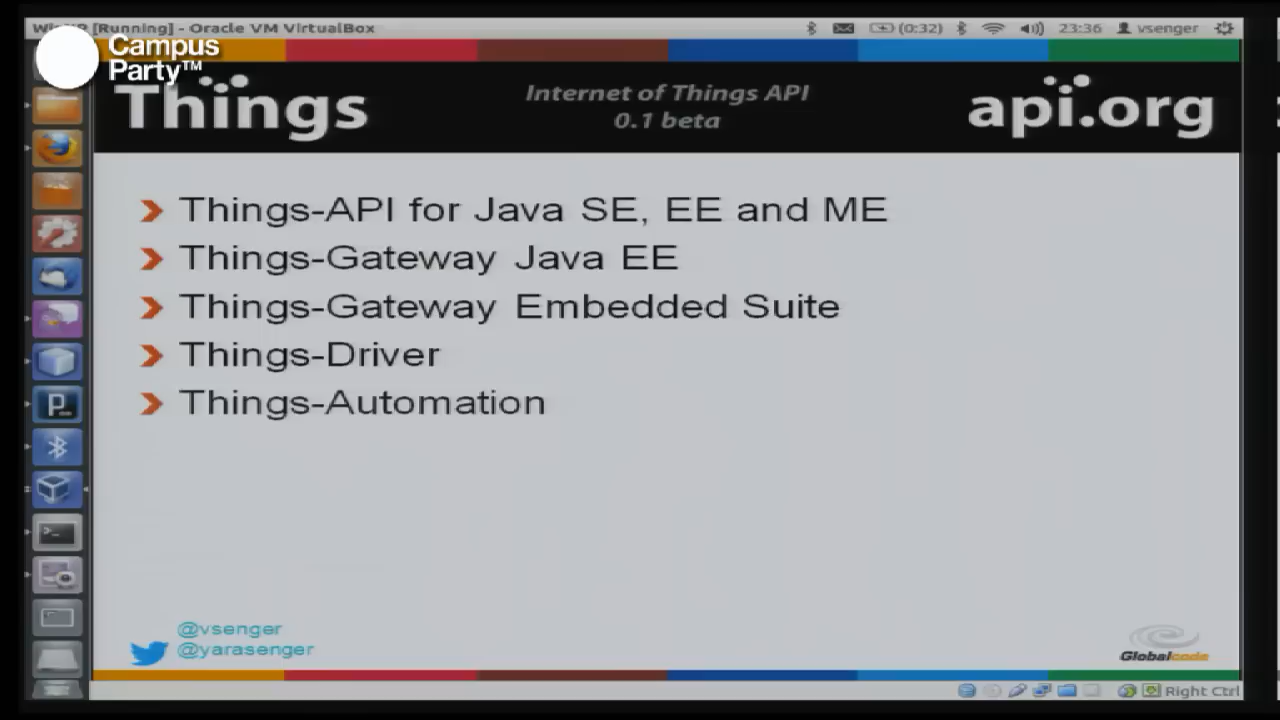 WinXP [Running] - Oracle VM VirtualBox
(0:32)
23:36
vsenger
Campus
Party™
Things
Internet of Things API
0.1 beta
api.org
Things-API for Java SE, EE and ME
Things-Gateway Java EE
Things-Gateway Embedded Suite
Things-Driver
Things-Automation
@vsenger
@yarasenger
Globalcode
Right Ctrl